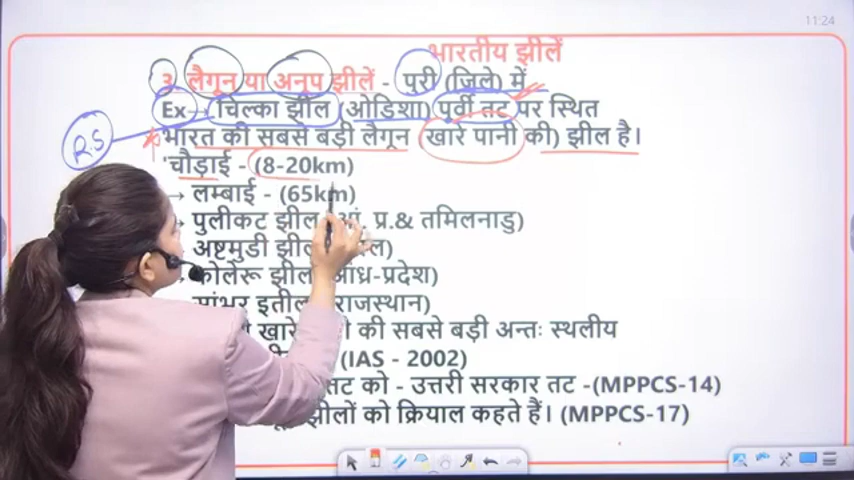 11:24
भारतीय झीलें
3 लैगून या अनूप झीलें - पुरी (जिले) में
Ex→ चिल्का झील (ओडिशा) पूर्वी तट पर स्थित
R.S भारत की सबसे बड़ी लैगून (खारे पानी की) झील है।
चौड़ाई - (8-20km)
→ लम्बाई - (65km)
→ पुलीकट झील आं. प्र.& तमिलनाडु)
अष्टमुडी झील
कोलेरू झील आंध्र-प्रदेश)
सांभर राजस्थान)
खारे की सबसे बड़ी अन्तः स्थलीय
(IAS - 2002)
तट को - उत्तरी सरकार तट -(MPPCS-14)
झीलों को क्रियाल कहते हैं। (MPPCS-17)